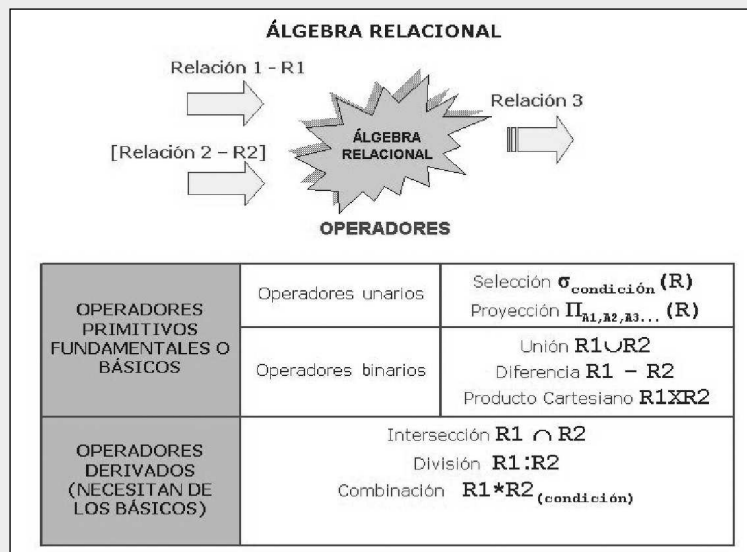 ÁLGEBRA RELACIONAL
Relación 1 - R1
[Relación 2 – R2]
ÁLGEBRA
RELACIONAL
Relación 3
OPERADORES
OPERADORES
PRIMITIVOS
FUNDAMENTALES O
BÁSICOS
Operadores unarios
Selección σcondición (R)
Proyección ΠA1,A2,A3... (R)
Operadores binarios
Unión R1∪R2
Diferencia R1 – R2
Producto Cartesiano R1XR2
OPERADORES
DERIVADOS
(NECESITAN DE
LOS BÁSICOS)
Intersección R1 ∩ R2
División R1:R2
Combinación R1*R2(condición)